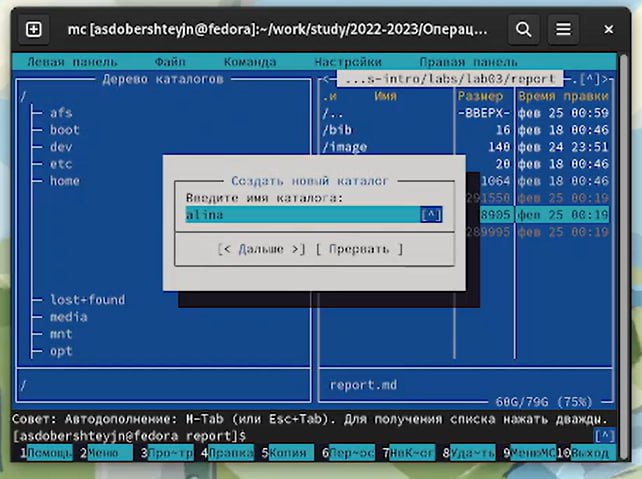 mc [asdobershteyjn@fedora]:~/work/study/2022-2023/Операц...
Левая панель Файл Команда Настройки Правая панель
Дерево каталогов
...s-intro/labs/lab03/report
.[^]>
.и Имя Размер Время правки
/
/.. -ВВЕРХ- фев 25 00:59
afs
/bib 16 фев 18 00:46
boot
/image 140 фев 24 23:51
dev
20 фев 18 00:46
etc
1064 фев 18 00:46
home
291550 фев 25 00:19
8905 фев 25 00:19
289995 фев 25 00:19
Создать новый каталог
Введите имя каталога:
alina [^]
[< Дальше >] [ Прервать ]
lost+found
media
mnt
opt
/
report.md
60G/79G (75%)
Совет: Автодополнение: M-Tab (или Esc+Tab). Для получения списка нажать дважды.
[asdobershteyjn@fedora report]$ [^]
1Помощь 2Меню 3Про~тр 4Правка 5Копия 6Пер~ос 7НвК~ог 8Уда~ть 9МенюMC 10Выход